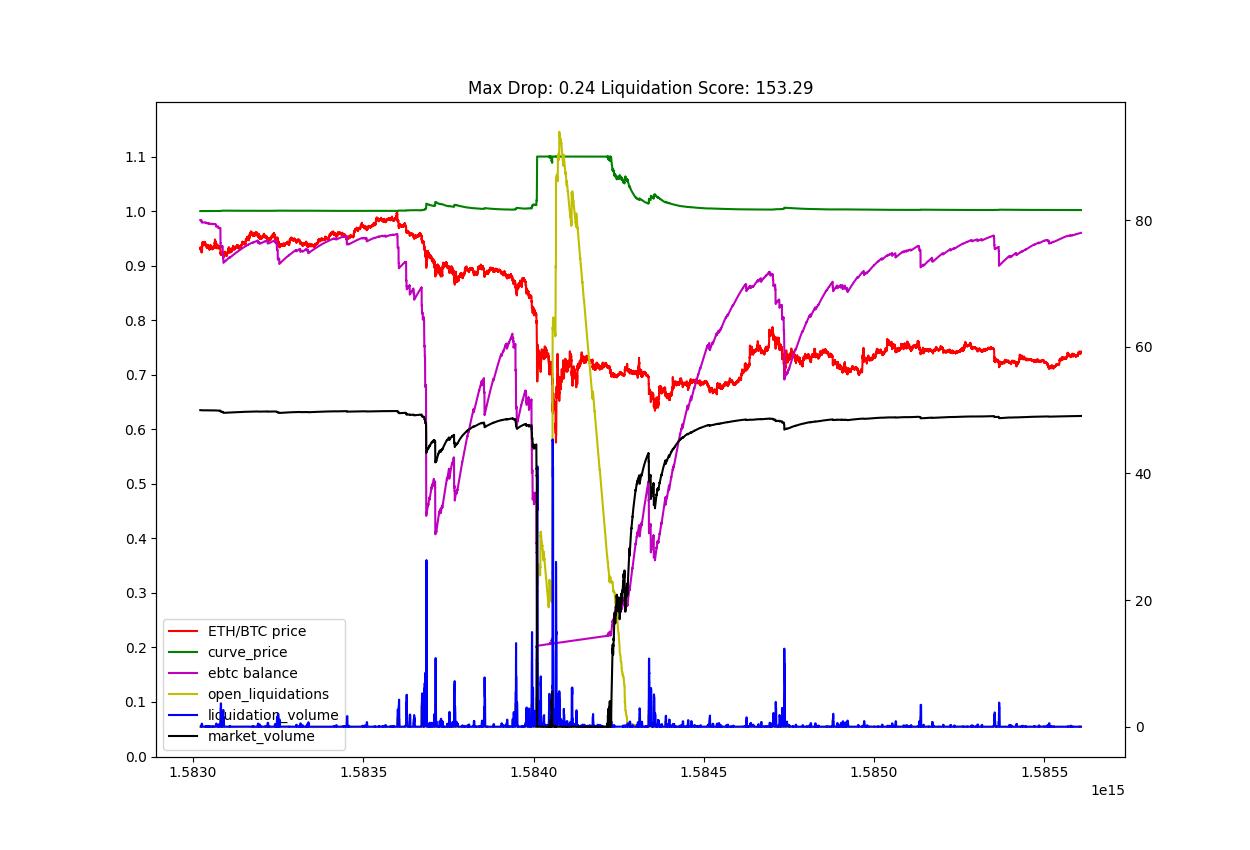 Max Drop: 0.24 Liquidation Score: 153.29
1.1
1.0
0.9
0.8
0.7
0.6
0.5
0.4
0.3
0.2
0.1
0.0
80
60
40
20
0
ETH/BTC price
curve_price
ebtc balance
open_liquidations
liquidation_volume
market_volume
1.5830 1.5835 1.5840 1.5845 1.5850 1.5855
1e15